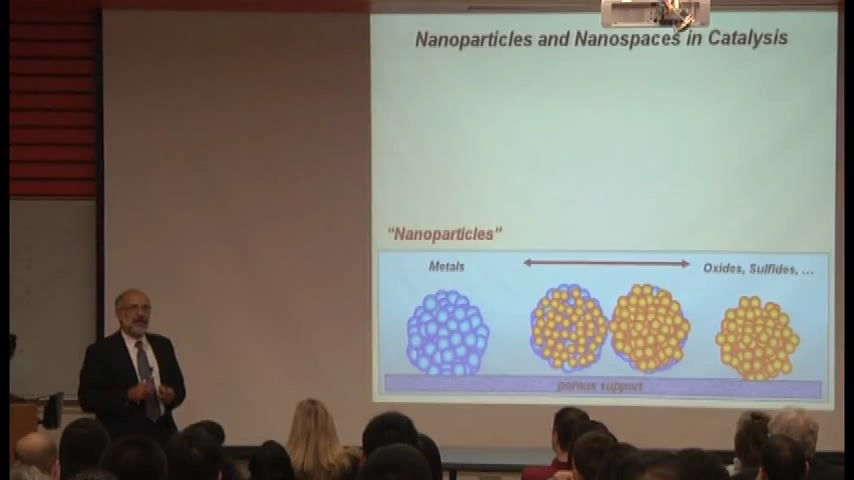 Nanoparticles and Nanospaces in Catalysis
“Nanoparticles”
Metals
Oxides, Sulfides, ...
porous support